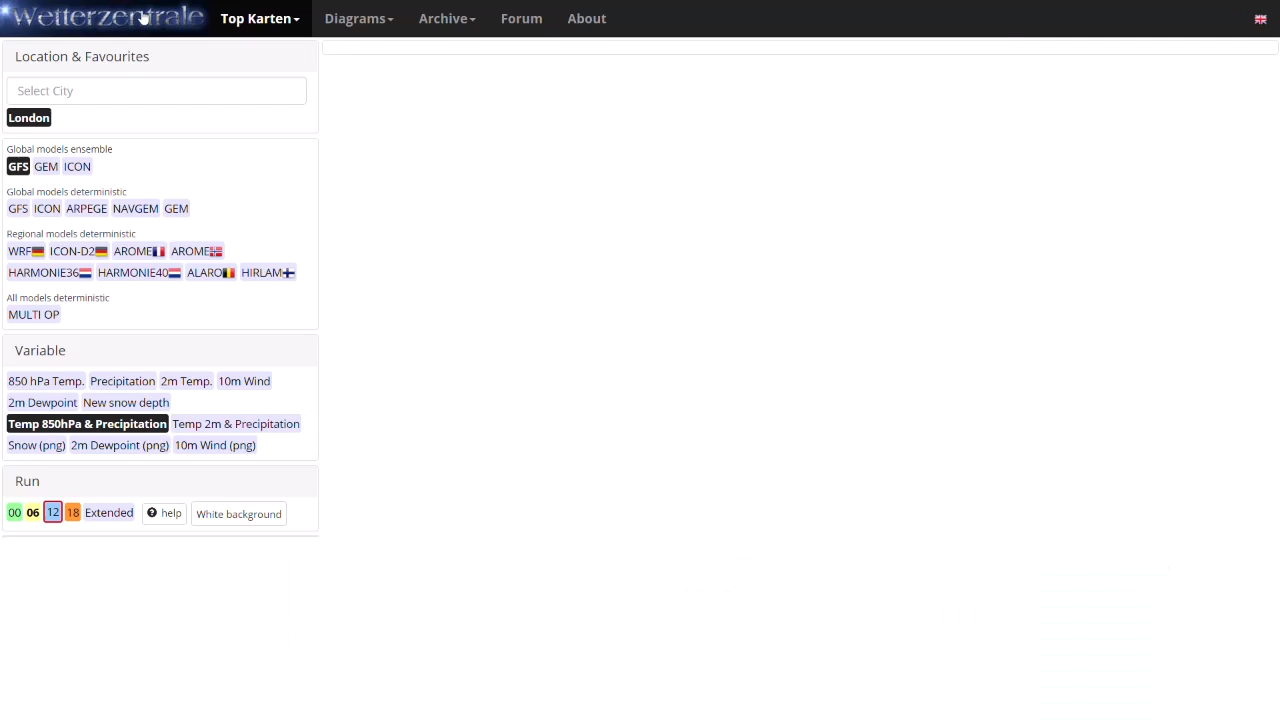 Wetterzentrale Top Karten Diagrams Archive Forum About
Location & Favourites
Select City
London
Global models ensemble
GFS GEM ICON
Global models deterministic
GFS ICON ARPEGE NAVGEM GEM
Regional models deterministic
WRF ICON-D2 AROME AROME
HARMONIE36 HARMONIE40 ALARO HIRLAM
All models deterministic
MULTI OP
Variable
850 hPa Temp. Precipitation 2m Temp. 10m Wind
2m Dewpoint New snow depth
Temp 850hPa & Precipitation Temp 2m & Precipitation
Snow (png) 2m Dewpoint (png) 10m Wind (png)
Run
00 06 12 18 Extended ? help White background